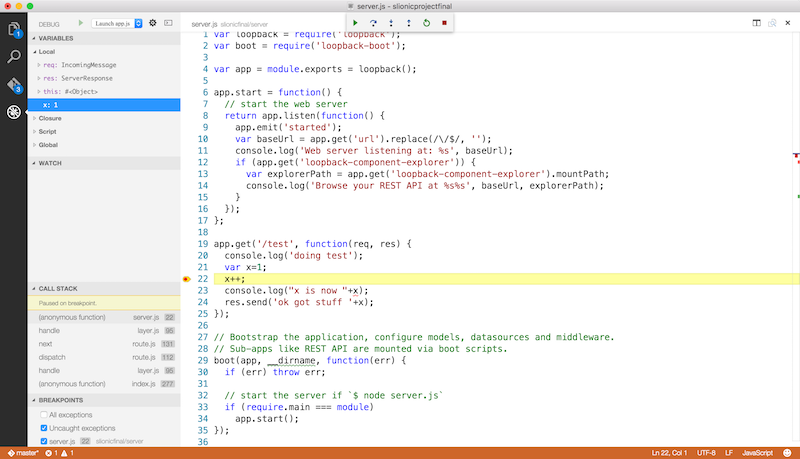 server.js - slionicprojectfinal
DEBUG
Launch app.js
server.js slionicfinal/server
1
VARIABLES
Local
req: IncomingMessage
res: ServerResponse
this: #<Object>
x: 1
Closure
Script
Global
WATCH
3
CALL STACK
Paused on breakpoint.
(anonymous function) server.js 22
handle layer.js 95
next route.js 131
dispatch route.js 112
handle layer.js 95
(anonymous function) index.js 277
BREAKPOINTS
All exceptions
Uncaught exceptions
server.js 22 slionicfinal/server
1 var loopback = require('loopback');
2 var boot = require('loopback-boot');
3
4 var app = module.exports = loopback();
5
6 app.start = function() {
7 // start the web server
8 return app.listen(function() {
9 app.emit('started');
10 var baseUrl = app.get('url').replace(/\/$/, '');
11 console.log('Web server listening at: %s', baseUrl);
12 if (app.get('loopback-component-explorer')) {
13 var explorerPath = app.get('loopback-component-explorer').mountPath;
14 console.log('Browse your REST API at %s%s', baseUrl, explorerPath);
15 }
16 });
17 };
18
19 app.get('/test', function(req, res) {
20 console.log('doing test');
21 var x=1;
22 x++;
23 console.log("x is now "+x);
24 res.send('ok got stuff '+x);
25 });
26
27 // Bootstrap the application, configure models, datasources and middleware.
28 // Sub-apps like REST API are mounted via boot scripts.
29 boot(app, __dirname, function(err) {
30 if (err) throw err;
31
32 // start the server if `$ node server.js`
33 if (require.main === module)
34 app.start();
35 });
36
master* 1 1
Ln 22, Col 1 UTF-8 LF JavaScript